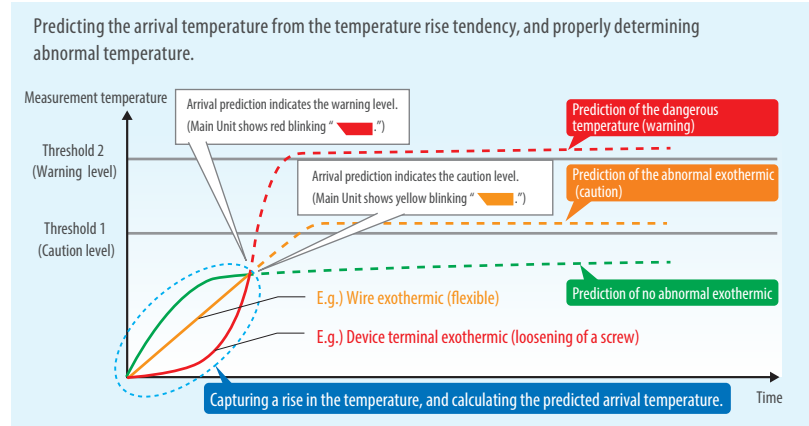 Predicting the arrival temperature from the temperature rise tendency, and properly determining
abnormal temperature.
Measurement temperature
Arrival prediction indicates the warning level.
(Main Unit shows red blinking “ .”)
Prediction of the dangerous
temperature (warning)
Threshold 2
(Warning level)
Arrival prediction indicates the caution level.
(Main Unit shows yellow blinking “ .”)
Prediction of the abnormal exothermic
(caution)
Threshold 1
(Caution level)
Prediction of no abnormal exothermic
E.g.) Wire exothermic (flexible)
E.g.) Device terminal exothermic (loosening of a screw)
Capturing a rise in the temperature, and calculating the predicted arrival temperature.
Time